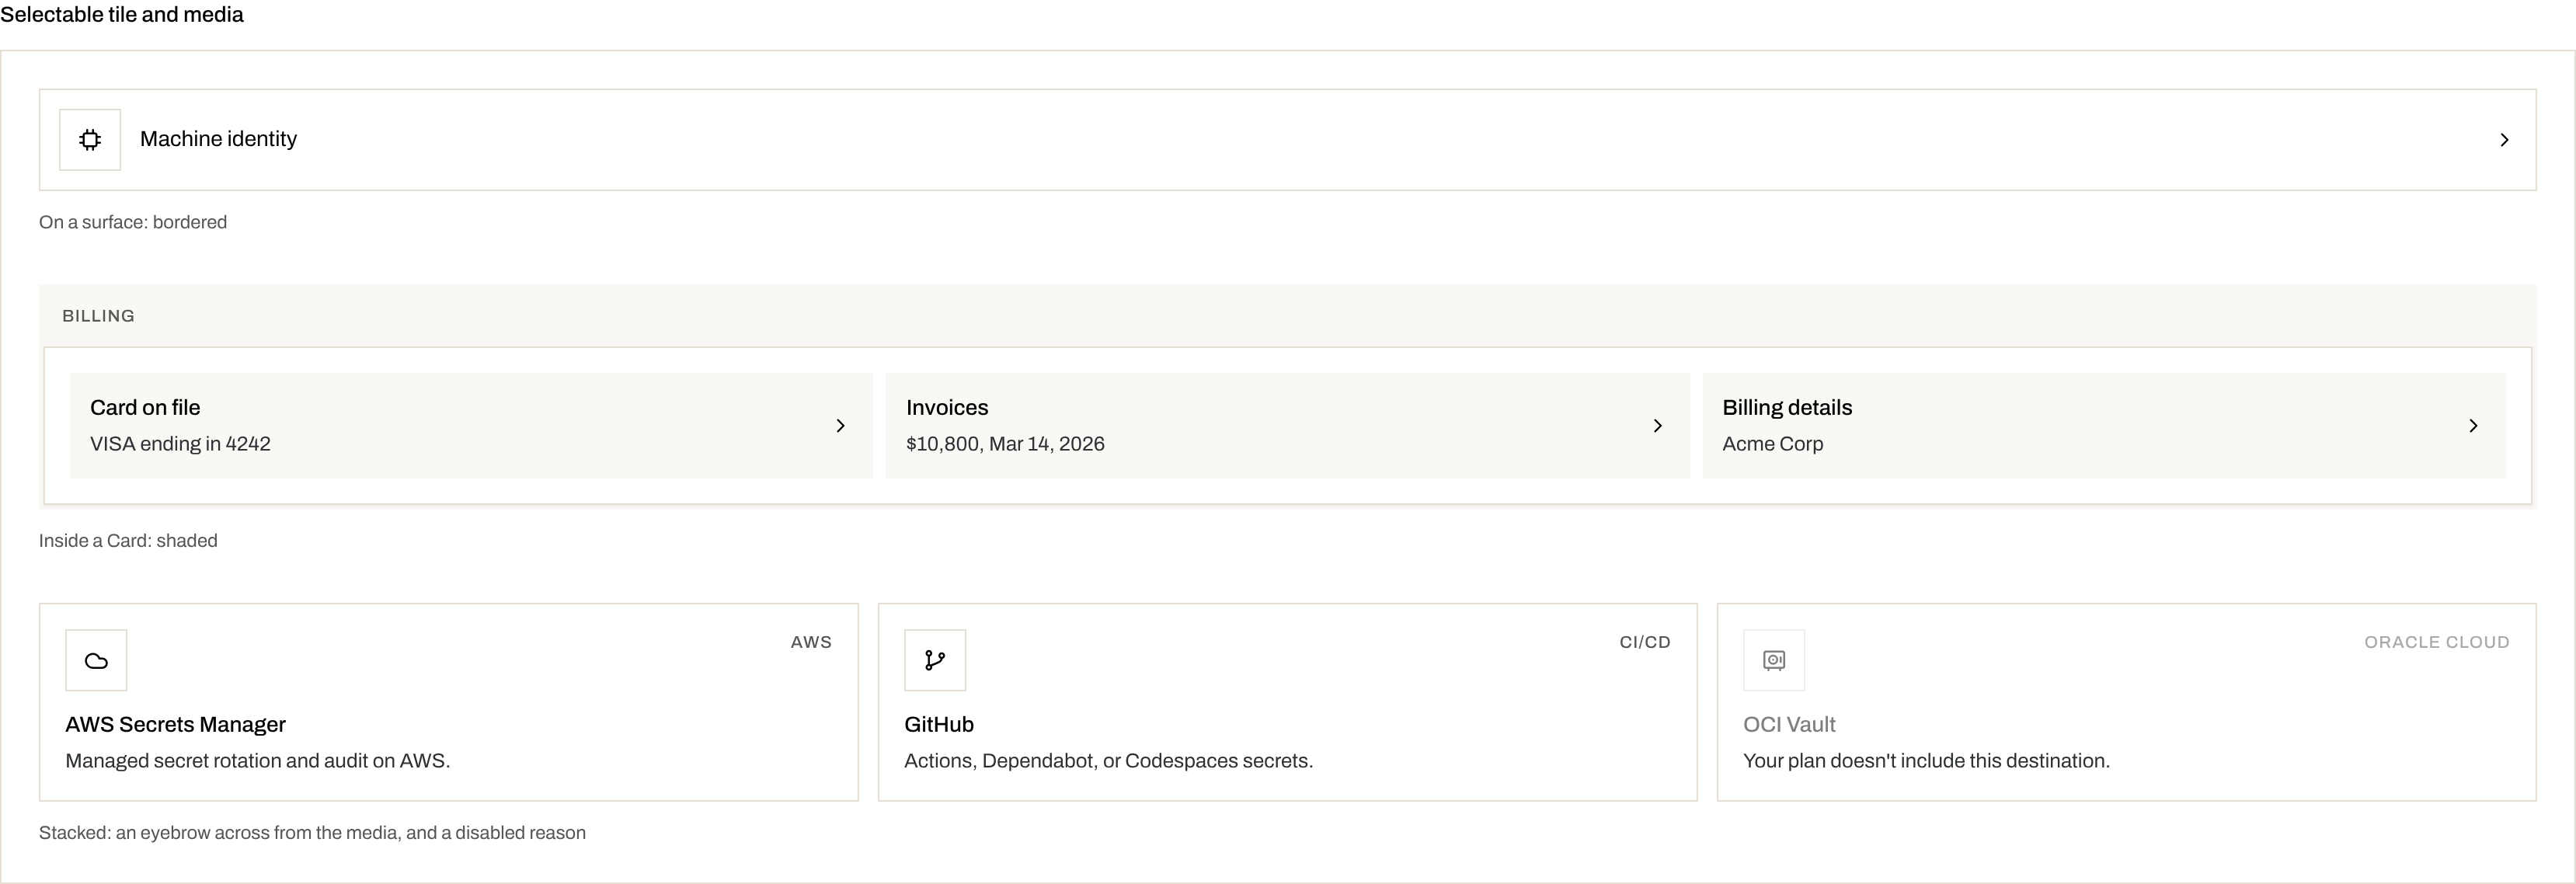 Selectable tile and media
Machine identity
On a surface: bordered
BILLING
Card on file
VISA ending in 4242
Invoices
$10,800, Mar 14, 2026
Billing details
Acme Corp
Inside a Card: shaded
AWS
AWS Secrets Manager
Managed secret rotation and audit on AWS.
CI/CD
GitHub
Actions, Dependabot, or Codespaces secrets.
ORACLE CLOUD
OCI Vault
Your plan doesn't include this destination.
Stacked: an eyebrow across from the media, and a disabled reason